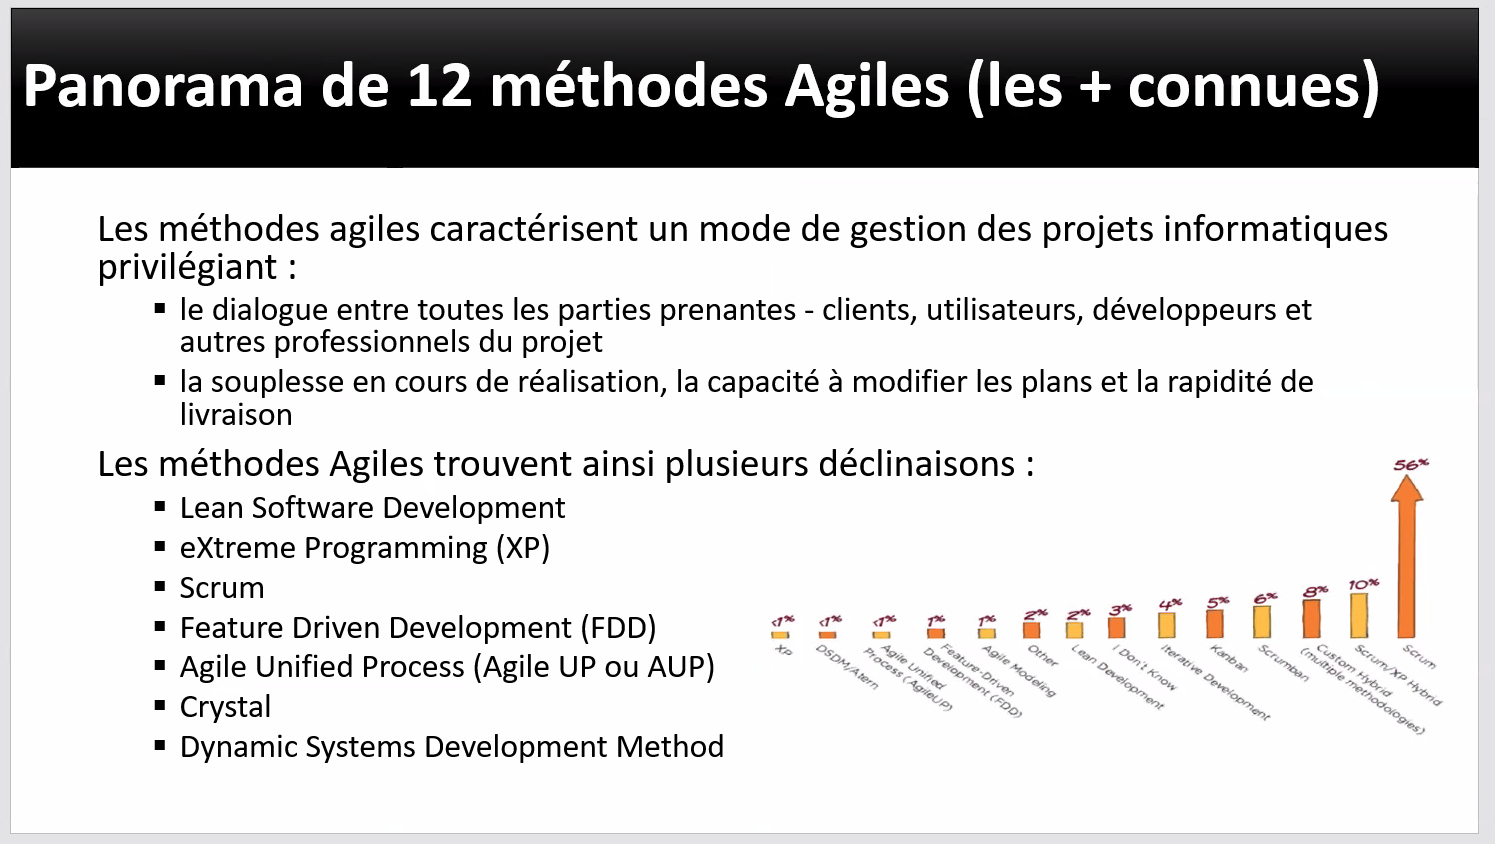 Panorama de 12 méthodes Agiles (les + connues)
Les méthodes agiles caractérisent un mode de gestion des projets informatiques
privilégiant :
▪ le dialogue entre toutes les parties prenantes - clients, utilisateurs, développeurs et
autres professionnels du projet
▪ la souplesse en cours de réalisation, la capacité à modifier les plans et la rapidité de
livraison
Les méthodes Agiles trouvent ainsi plusieurs déclinaisons :
▪ Lean Software Development
▪ eXtreme Programming (XP)
▪ Scrum
▪ Feature Driven Development (FDD)
▪ Agile Unified Process (Agile UP ou AUP)
▪ Crystal
▪ Dynamic Systems Development Method
<1%
<1%
<1%
1%
1%
2%
2%
3%
4%
5%
6%
8%
10%
56%
XP
DSDM/Atern
Agile Unified
Process (AgileUP)
Feature-Driven
Development (FDD)
Agile Modeling
Other
Lean Development
I Don't Know
Iterative Development
Kanban
Scrumban
Custom Hybrid
(multiple methodologies)
Scrum/XP Hybrid
Scrum